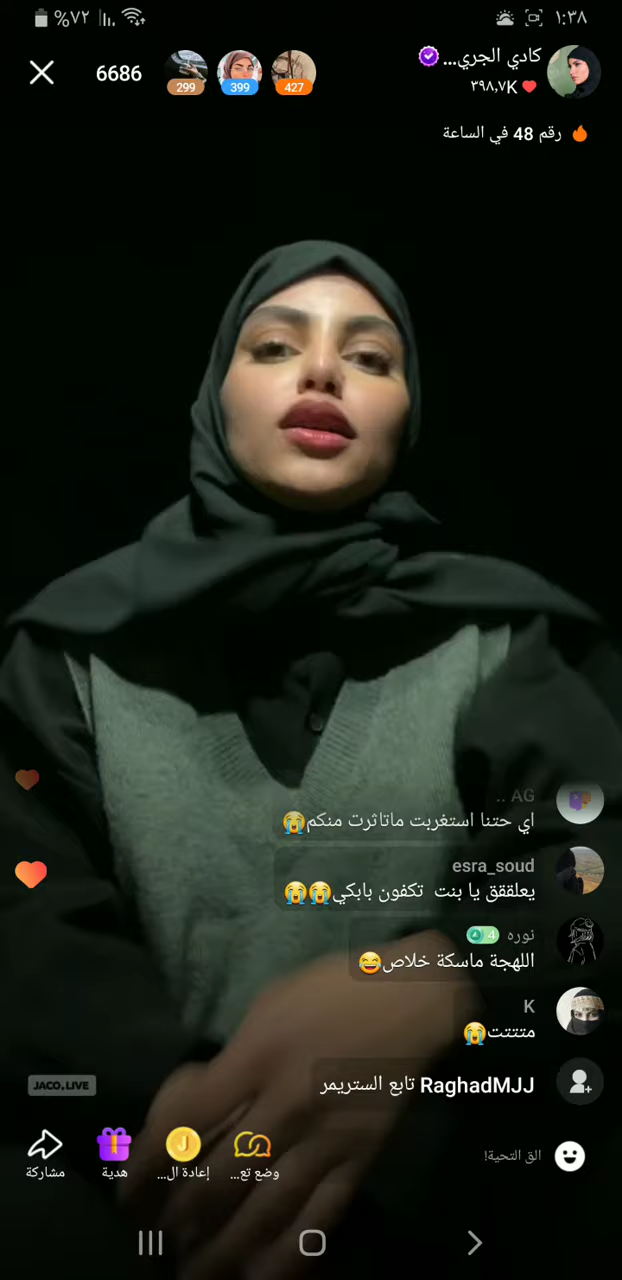 %٧٢ ١:٣٨
كادي الجري...
6686
299
399
427
٣٩٨,٧K
رقم 48 في الساعة
AG ..
اي حتنا استغربت ماتاثرت منكم😭
esra_soud
يعلققق يا بنت تكفون بابكي😭😭
نوره 4
اللهجة ماسكة خلاص😂
K
متتتت😭
RaghadMJJ تابع الستريمر
JACO.LIVE
مشاركة
هدية
إعادة ال...
وضع تع...
الق التحية!